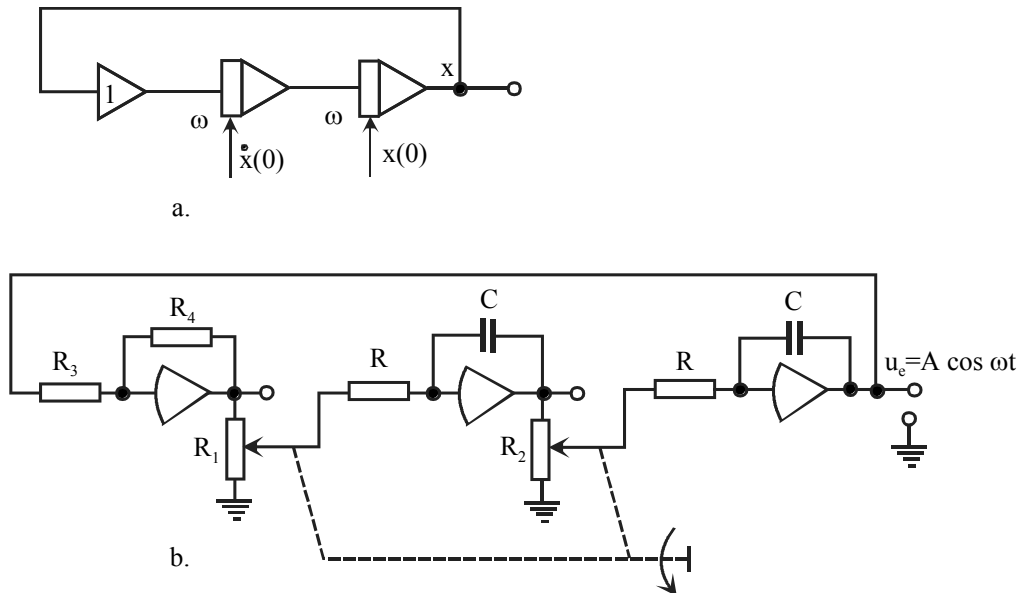 x
1
ω
ω
ẋ(0)
x(0)
a.
R₄
C
C
R₃
R
R
uₑ=A cos ωt
R₁
R₂
b.